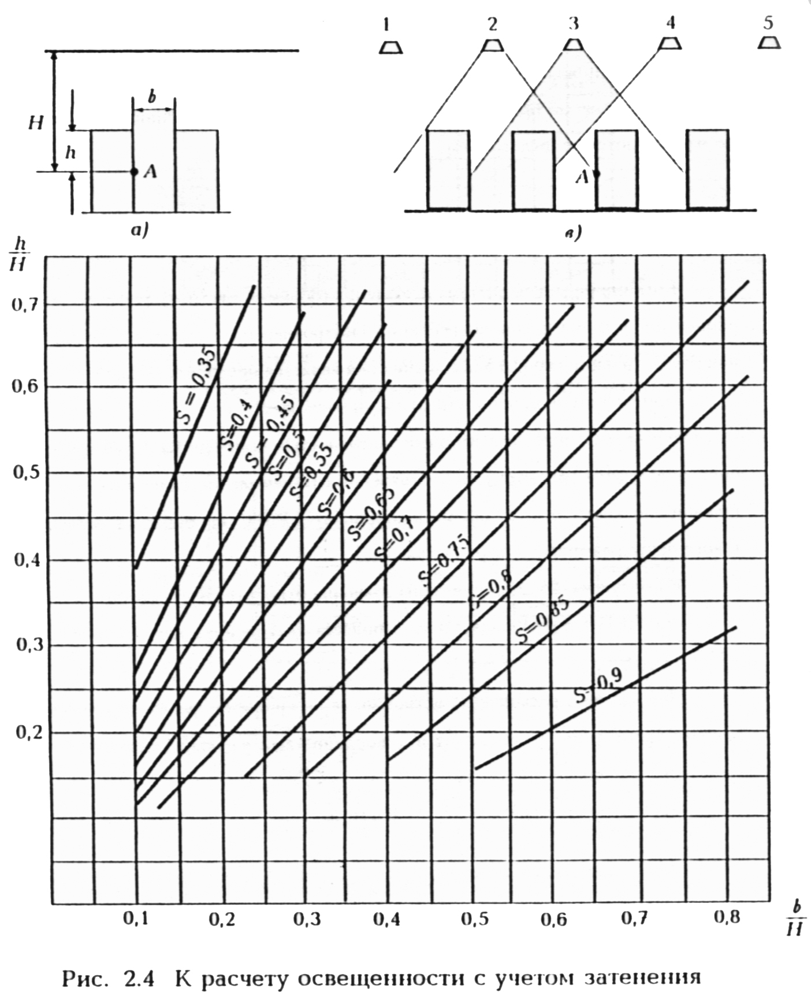 1 2 3 4 5
b
H
h
A
A
а)
в)
h
H
0,7
0,6
0,5
0,4
0,3
0,2
S = 0,35
S=0,4
S = 0,45
S=0,5
S=0,55
S=0,6
S=0,65
S=0,7
S=0,75
S=0,8
S=0,85
S=0,9
0,1 0,2 0,3 0,4 0,5 0,6 0,7 0,8
b
H
Рис. 2.4 К расчету освещенности с учетом затенения